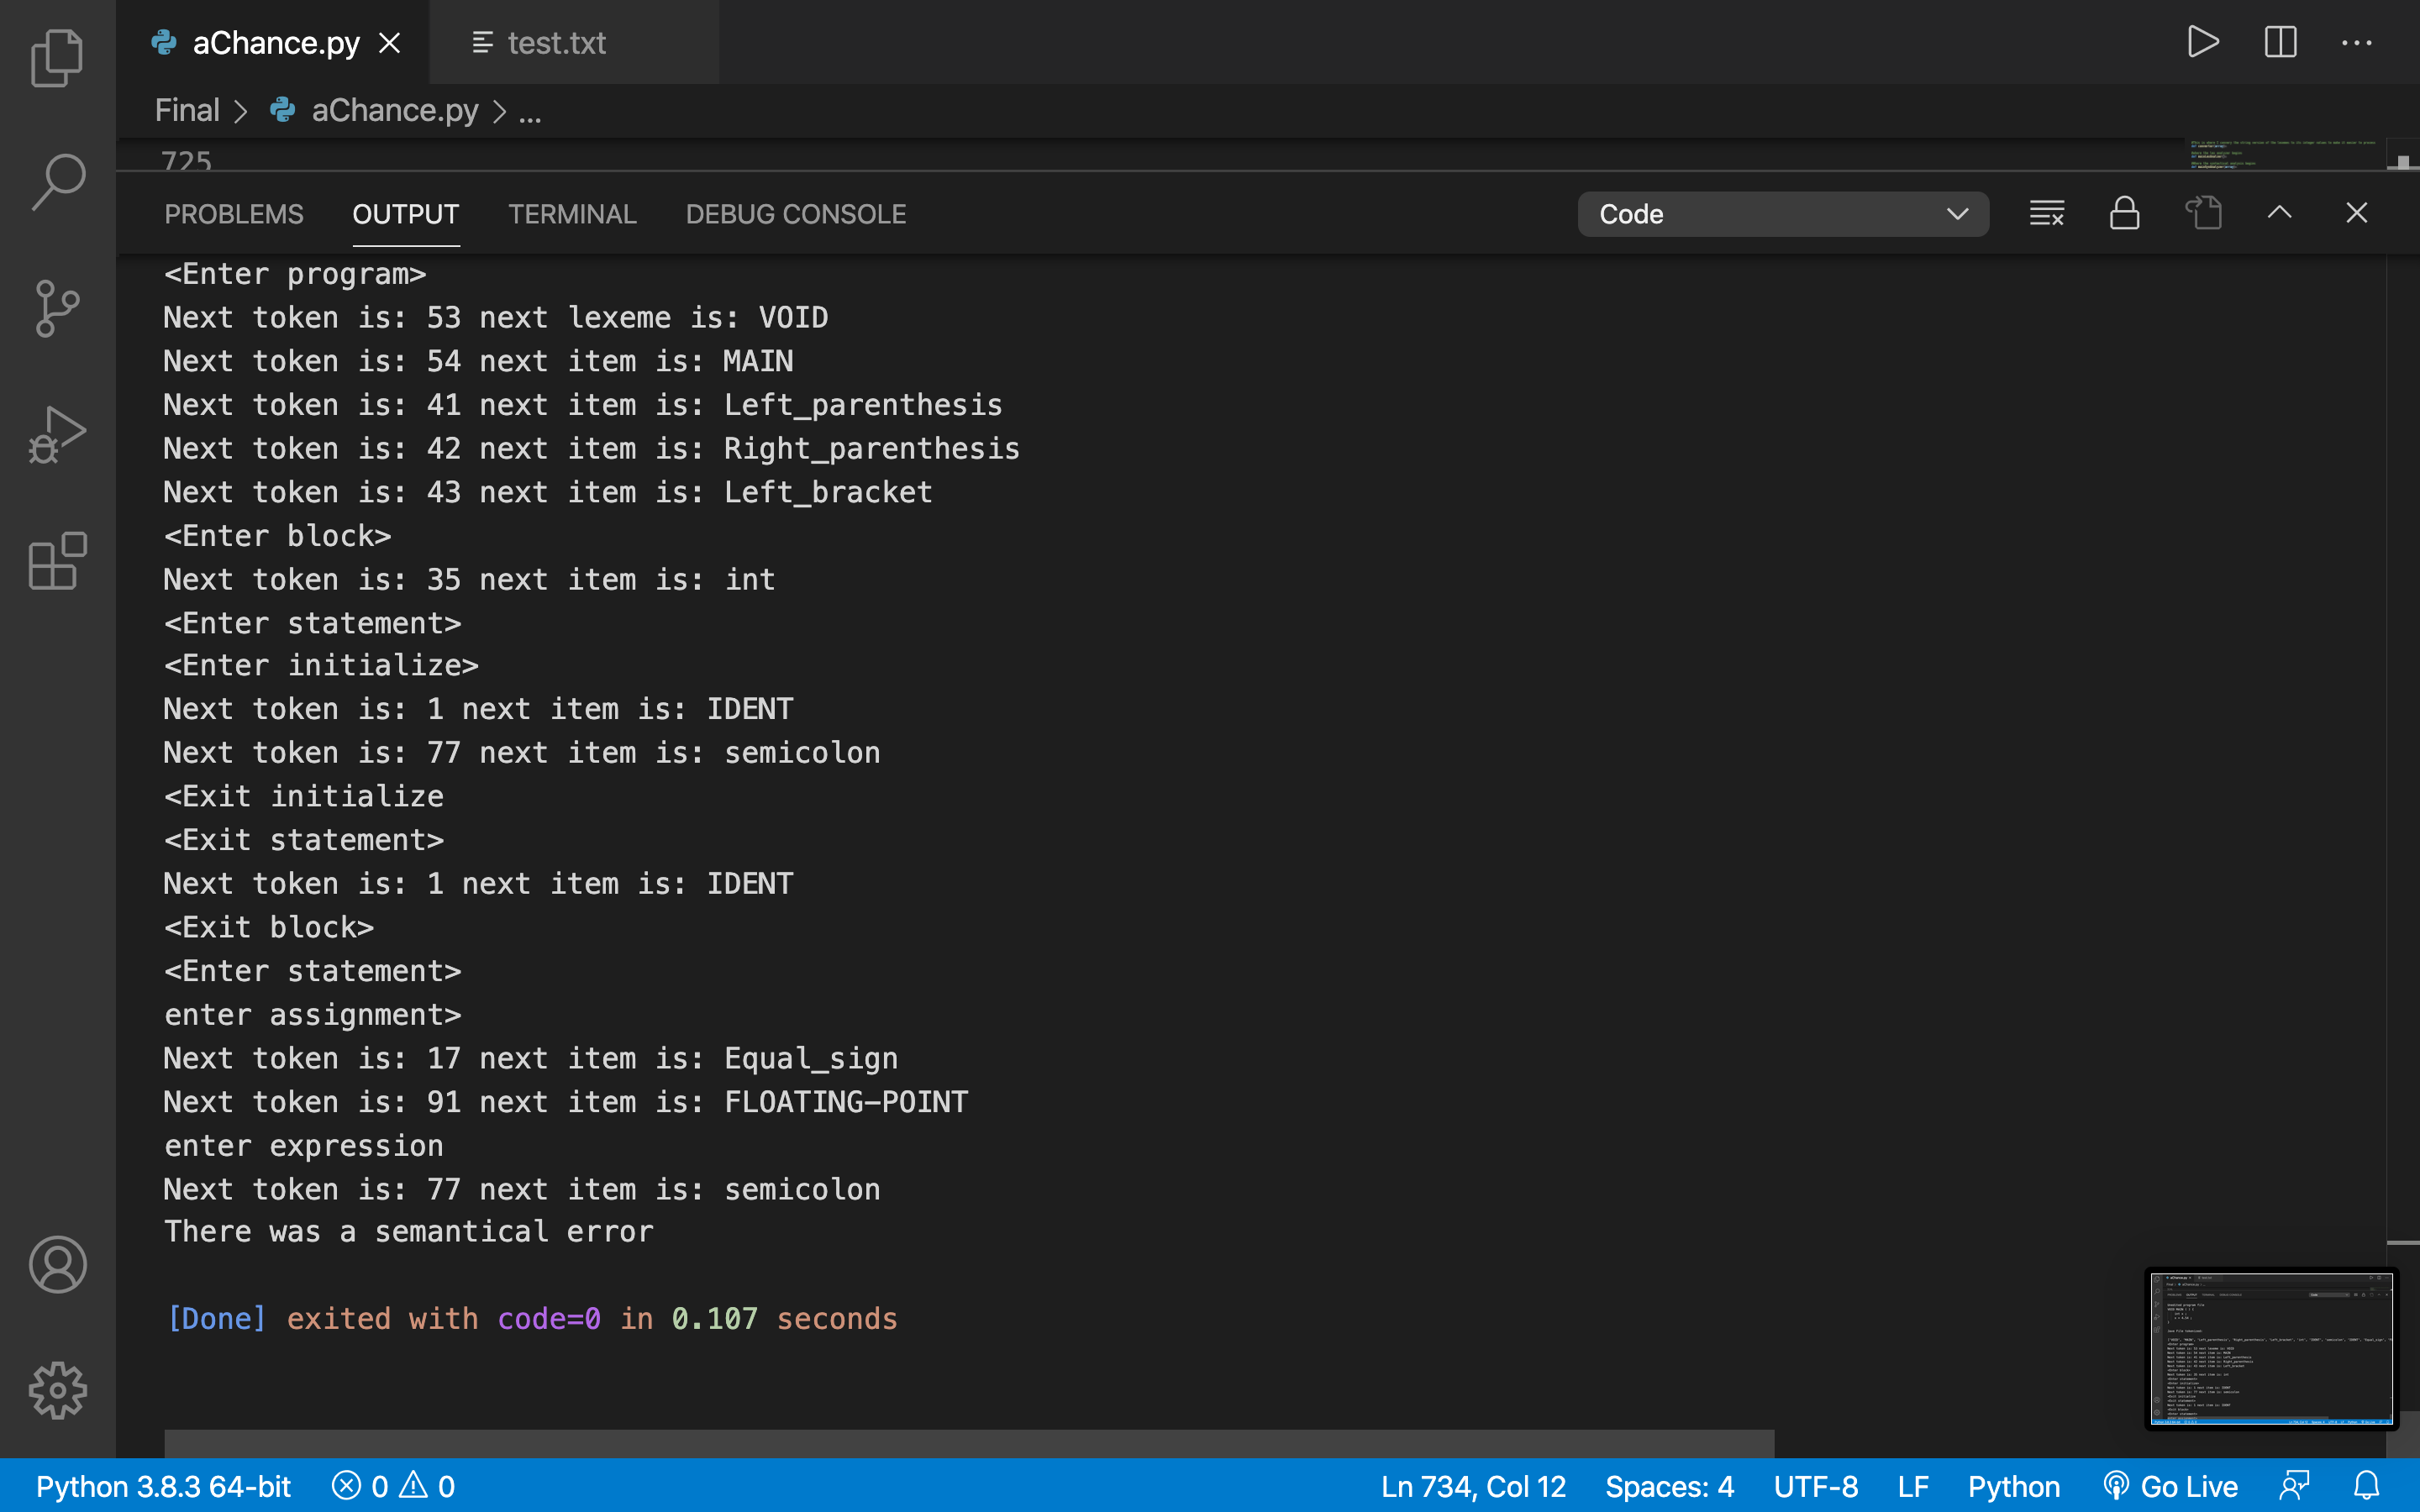 aChance.py
test.txt
Final > aChance.py > ...
725
PROBLEMS OUTPUT TERMINAL DEBUG CONSOLE
Code
<Enter program>
Next token is: 53 next lexeme is: VOID
Next token is: 54 next item is: MAIN
Next token is: 41 next item is: Left_parenthesis
Next token is: 42 next item is: Right_parenthesis
Next token is: 43 next item is: Left_bracket
<Enter block>
Next token is: 35 next item is: int
<Enter statement>
<Enter initialize>
Next token is: 1 next item is: IDENT
Next token is: 77 next item is: semicolon
<Exit initialize
<Exit statement>
Next token is: 1 next item is: IDENT
<Exit block>
<Enter statement>
enter assignment>
Next token is: 17 next item is: Equal_sign
Next token is: 91 next item is: FLOATING-POINT
enter expression
Next token is: 77 next item is: semicolon
There was a semantical error
[Done] exited with code=0 in 0.107 seconds
Python 3.8.3 64-bit 0 0 Ln 734, Col 12 Spaces: 4 UTF-8 LF Python Go Live